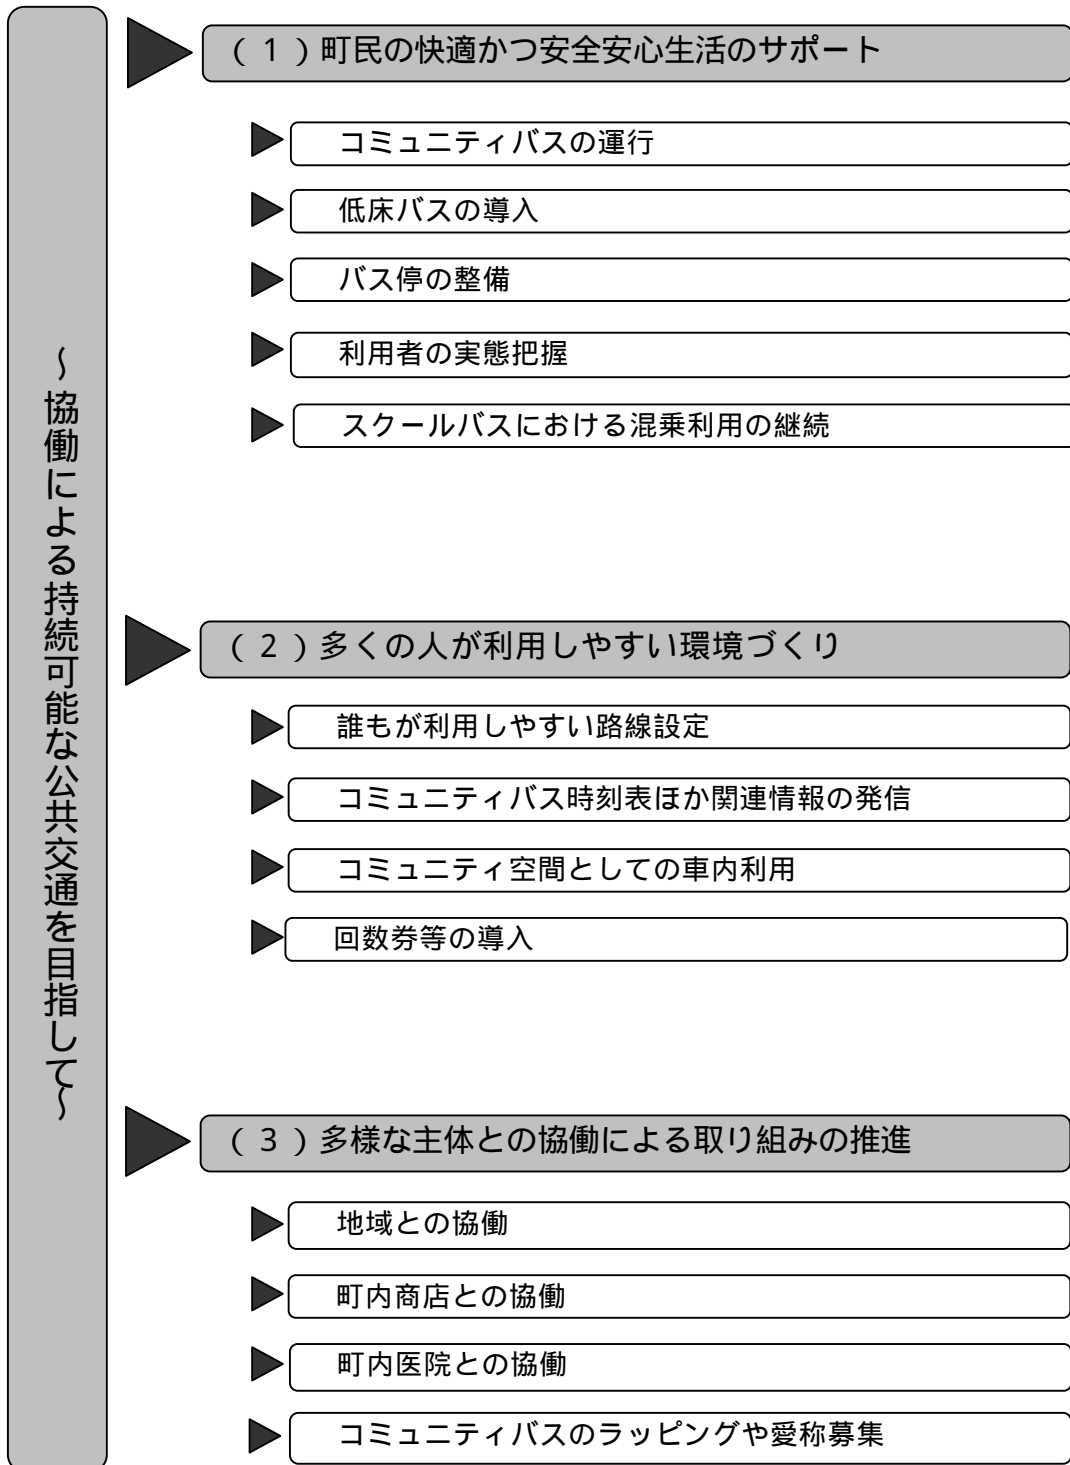 ～協働による持続可能な公共交通を目指して～
（１）町民の快適かつ安全安心生活のサポート
コミュニティバスの運行
低床バスの導入
バス停の整備
利用者の実態把握
スクールバスにおける混乗利用の継続
（２）多くの人が利用しやすい環境づくり
誰もが利用しやすい路線設定
コミュニティバス時刻表ほか関連情報の発信
コミュニティ空間としての車内利用
回数券等の導入
（３）多様な主体との協働による取り組みの推進
地域との協働
町内商店との協働
町内医院との協働
コミュニティバスのラッピングや愛称募集